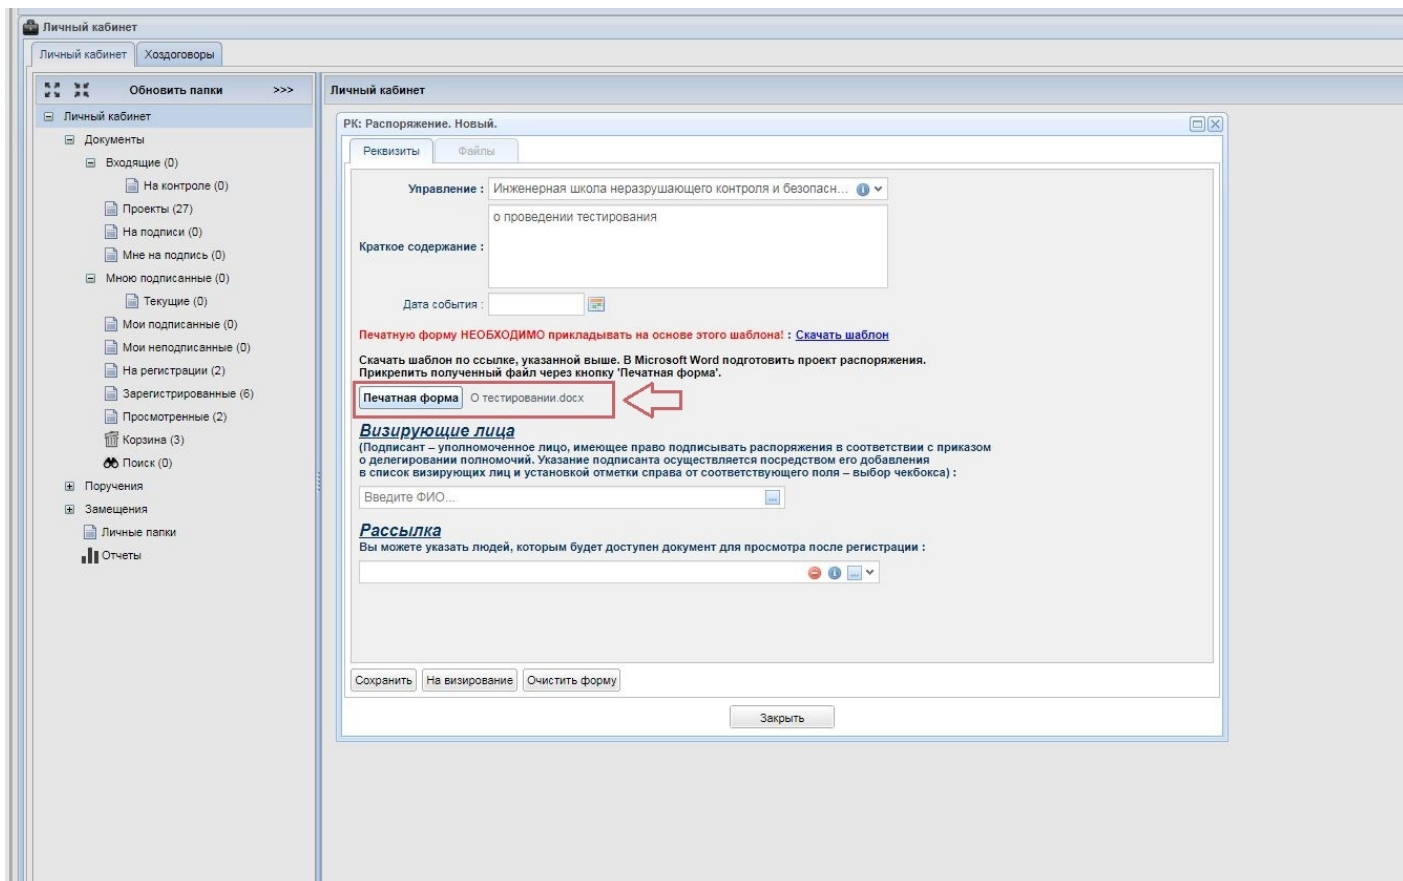 Личный кабинет
Личный кабинет
Хоздоговоры
Обновить папки
>>>
Личный кабинет
Документы
Входящие (0)
На контроле (0)
Проекты (27)
На подписи (0)
Мне на подпись (0)
Мною подписанные (0)
Текущие (0)
Мои подписанные (0)
Мои неподписанные (0)
На регистрации (2)
Зарегистрированные (6)
Просмотренные (2)
Корзина (3)
Поиск (0)
Поручения
Замещения
Личные папки
Отчеты
Личный кабинет
РК: Распоряжение. Новый.
Реквизиты
Файлы
Управление : Инженерная школа неразрушающего контроля и безопасн...
Краткое содержание : о проведении тестирования
Дата события :
Печатную форму НЕОБХОДИМО прикладывать на основе этого шаблона! : Скачать шаблон
Скачать шаблон по ссылке, указанной выше. В Microsoft Word подготовить проект распоряжения.
Прикрепить полученный файл через кнопку 'Печатная форма'.
Печатная форма О тестировании.docx
Визирующие лица
(Подписант – уполномоченное лицо, имеющее право подписывать распоряжения в соответствии с приказом
о делегировании полномочий. Указание подписанта осуществляется посредством его добавления
в список визирующих лиц и установкой отметки справа от соответствующего поля – выбор чекбокса) :
Введите ФИО...
Рассылка
Вы можете указать людей, которым будет доступен документ для просмотра после регистрации :
Сохранить
На визирование
Очистить форму
Закрыть